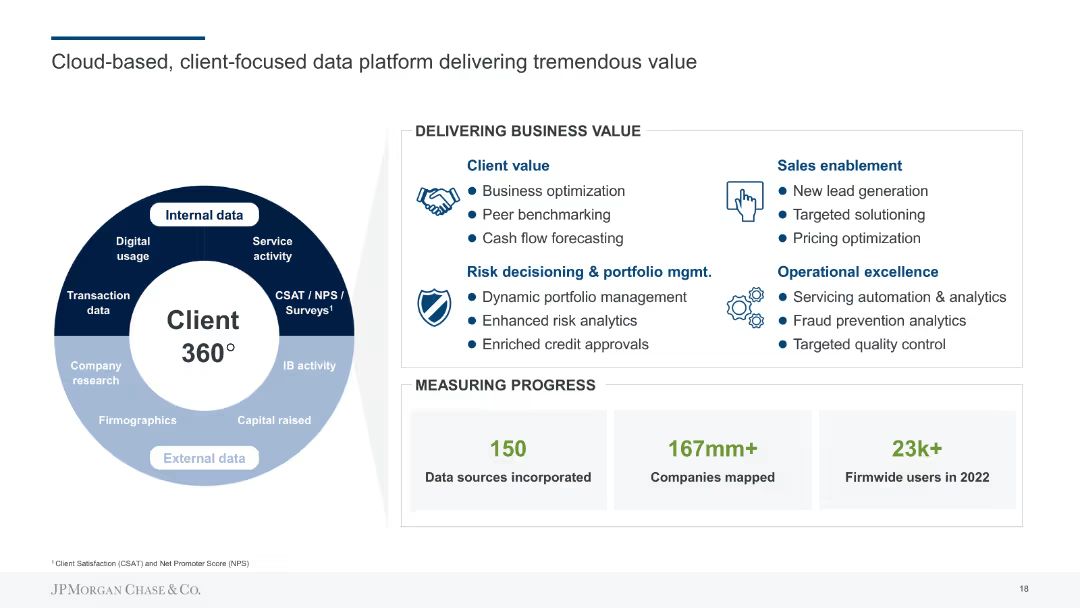 Cloud-based, client-focused data platform delivering tremendous value
Internal data
Digital
usage
Service
activity
Transaction
data
CSAT / NPS /
Surveys¹
Client
360°
Company
research
IB activity
Firmographics
Capital raised
External data
DELIVERING BUSINESS VALUE
Client value
● Business optimization
● Peer benchmarking
● Cash flow forecasting
Sales enablement
● New lead generation
● Targeted solutioning
● Pricing optimization
Risk decisioning & portfolio mgmt.
● Dynamic portfolio management
● Enhanced risk analytics
● Enriched credit approvals
Operational excellence
● Servicing automation & analytics
● Fraud prevention analytics
● Targeted quality control
MEASURING PROGRESS
150
Data sources incorporated
167mm+
Companies mapped
23k+
Firmwide users in 2022
¹ Client Satisfaction (CSAT) and Net Promoter Score (NPS)
JPMORGAN CHASE & CO.
18